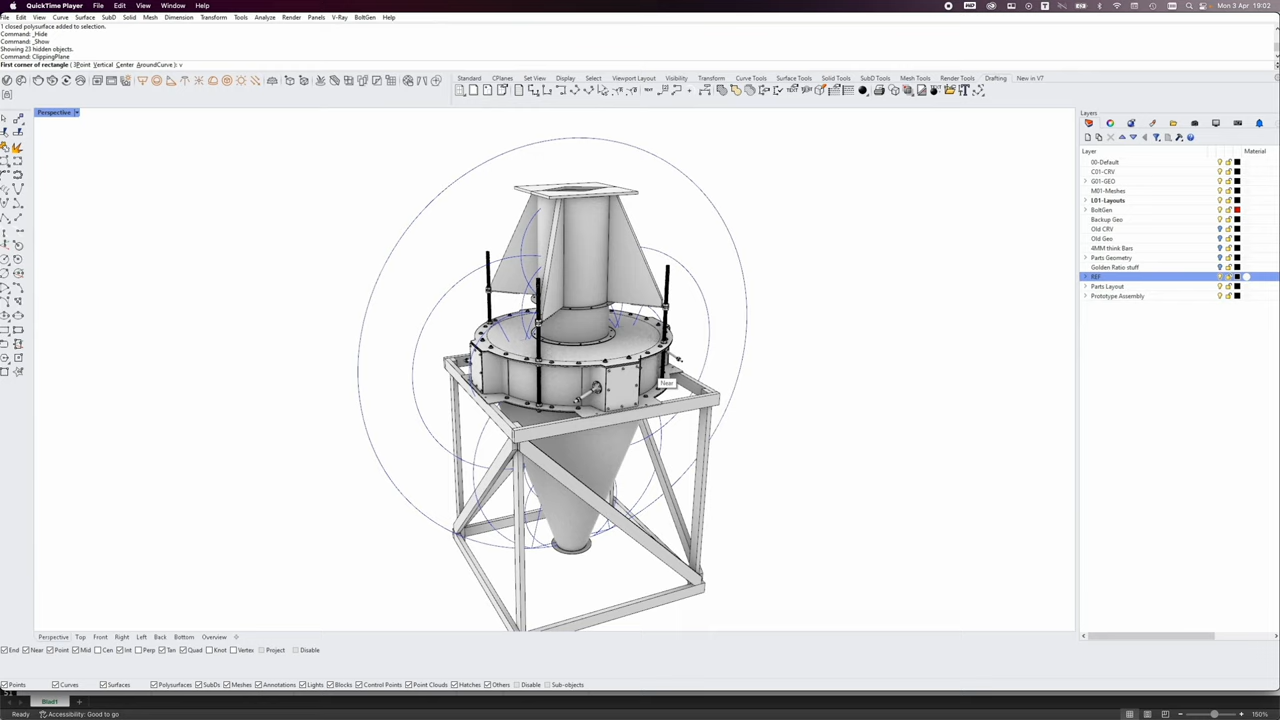 QuickTime Player File Edit View Window Help
Mon 3 Apr 19:02
File Edit View Curve Surface SubD Solid Mesh Dimension Transform Tools Analyze Render Panels V-Ray BoltGen Help
1 closed polysurface added to selection.
Command: _Hide
Command: _Show
Showing 23 hidden objects.
Command: ClippingPlane
First corner of rectangle ( 3Point Vertical Center AroundCurve ): v
Standard CPlanes Set View Display Select Viewport Layout Visibility Transform Curve Tools Surface Tools Solid Tools SubD Tools Mesh Tools Render Tools Drafting New in V7
Perspective
Layers
Layer Material
00-Default
C01-CRV
G01-GEO
M01-Meshes
L01-Layouts
BoltGen
Backup Geo
Old CRV
Old Geo
4MM think Bars
Parts Geometry
Golden Ratio stuff
REF
Parts Layout
Prototype Assembly
Near
Perspective Top Front Right Left Back Bottom Overview
End Near Point Mid Cen Int Perp Tan Quad Knot Vertex Project Disable
Points Curves Surfaces Polysurfaces SubDs Meshes Annotations Lights Blocks Control Points Point Clouds Hatches Others Disable Sub-objects
Blad1
Ready Accessibility: Good to go 150%